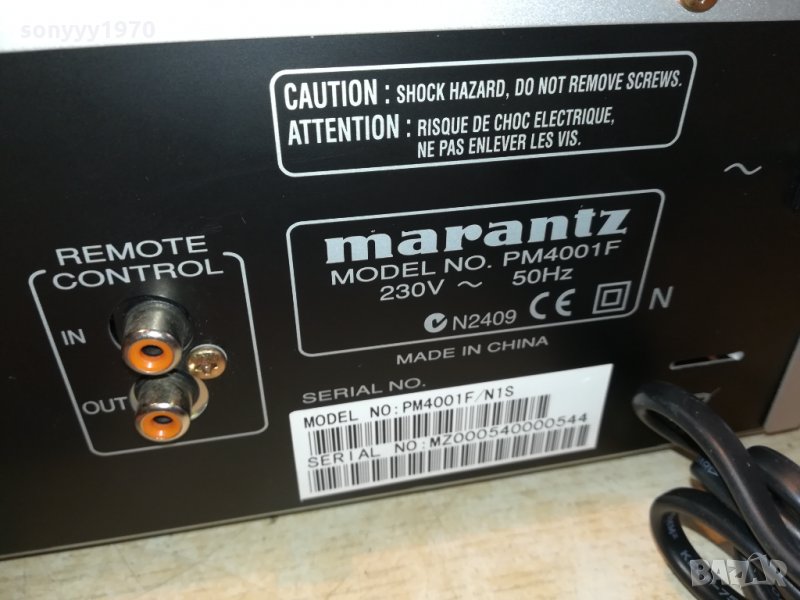 sonyyy1970
CAUTION : SHOCK HAZARD, DO NOT REMOVE SCREWS.
ATTENTION : RISQUE DE CHOC ELECTRIQUE,
NE PAS ENLEVER LES VIS.
REMOTE
CONTROL
IN
OUT
marantz
MODEL NO. PM4001F
230V ~ 50Hz
N2409 CE
N
MADE IN CHINA
SERIAL NO.
MODEL NO:PM4001F/N1S
SERIAL NO:MZ000540000544
BAZAR